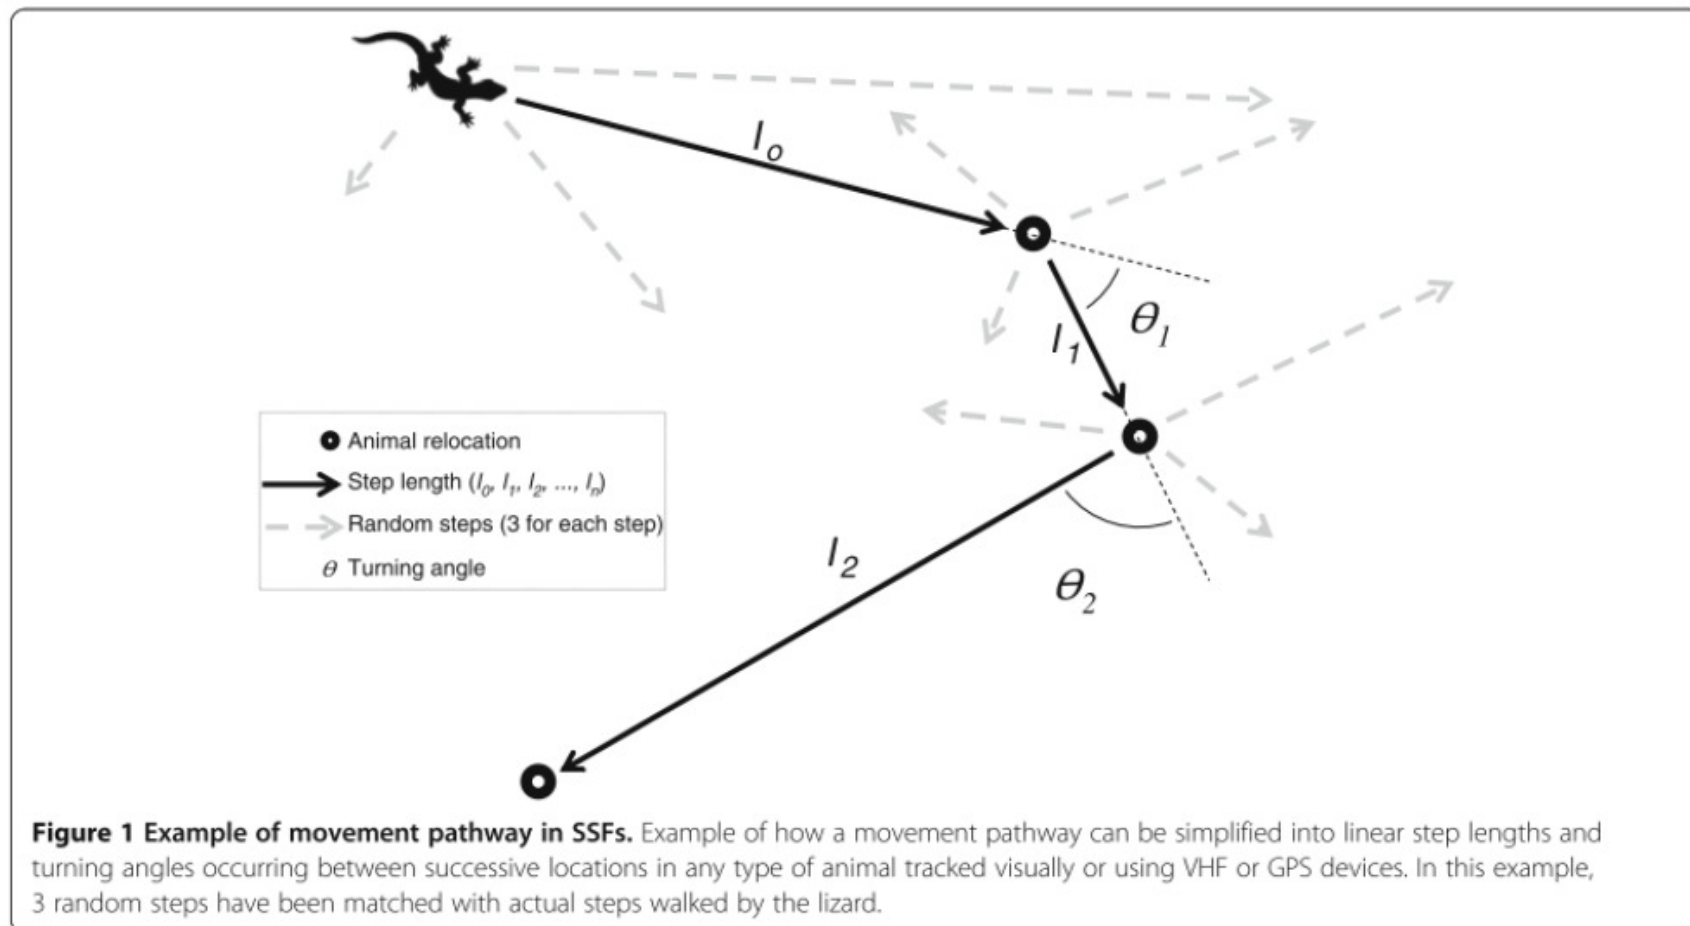 lo
θ1
l1
Animal relocation
Step length (l0, l1, l2, ..., ln)
Random steps (3 for each step)
θ Turning angle
l2
θ2
Figure 1 Example of movement pathway in SSFs. Example of how a movement pathway can be simplified into linear step lengths and
turning angles occurring between successive locations in any type of animal tracked visually or using VHF or GPS devices. In this example,
3 random steps have been matched with actual steps walked by the lizard.